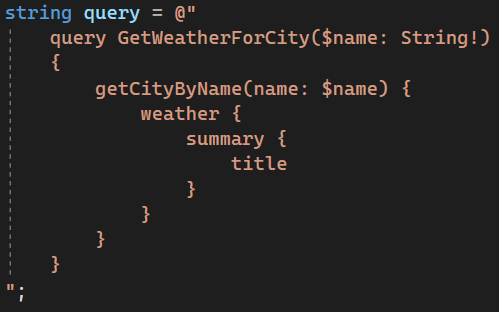 string query = @"
    query GetWeatherForCity($name: String!)
    {
        getCityByName(name: $name) {
            weather {
                summary {
                    title
                }
            }
        }
    }
";